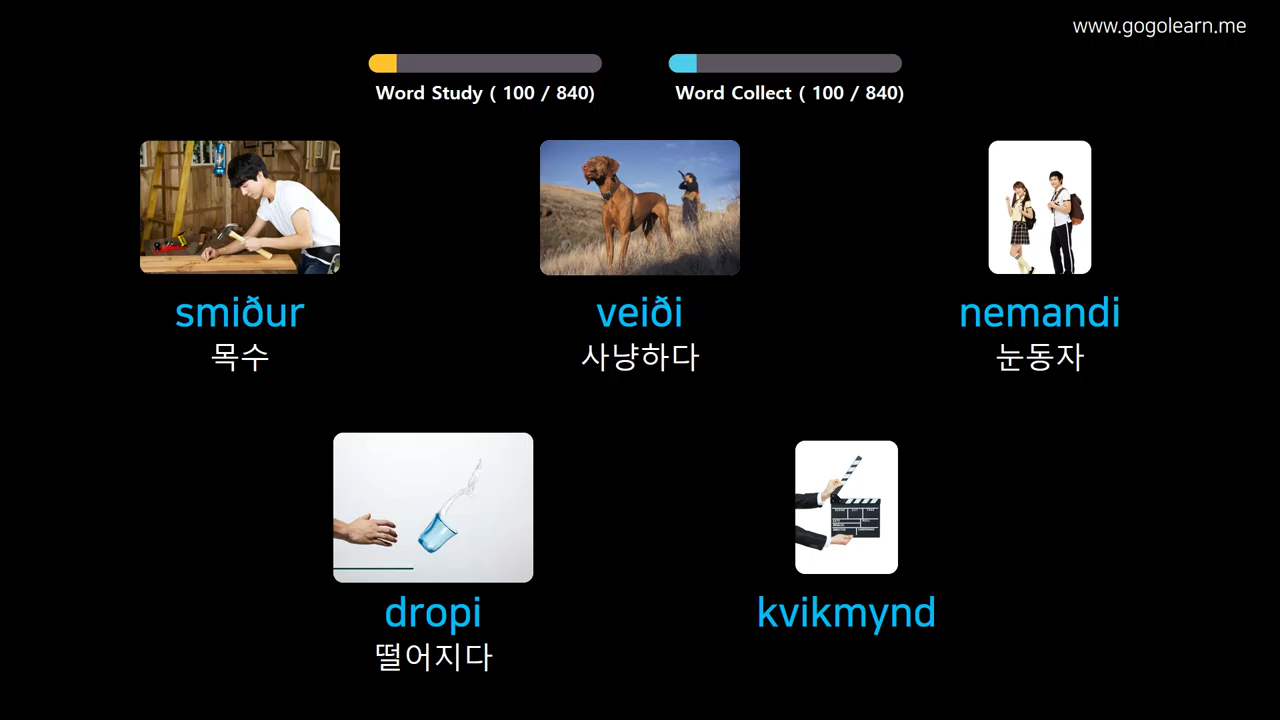 www.gogolearn.me
Word Study ( 100 / 840)
Word Collect ( 100 / 840)
smiður
목수
veiði
사냥하다
nemandi
눈동자
dropi
떨어지다
kvikmynd